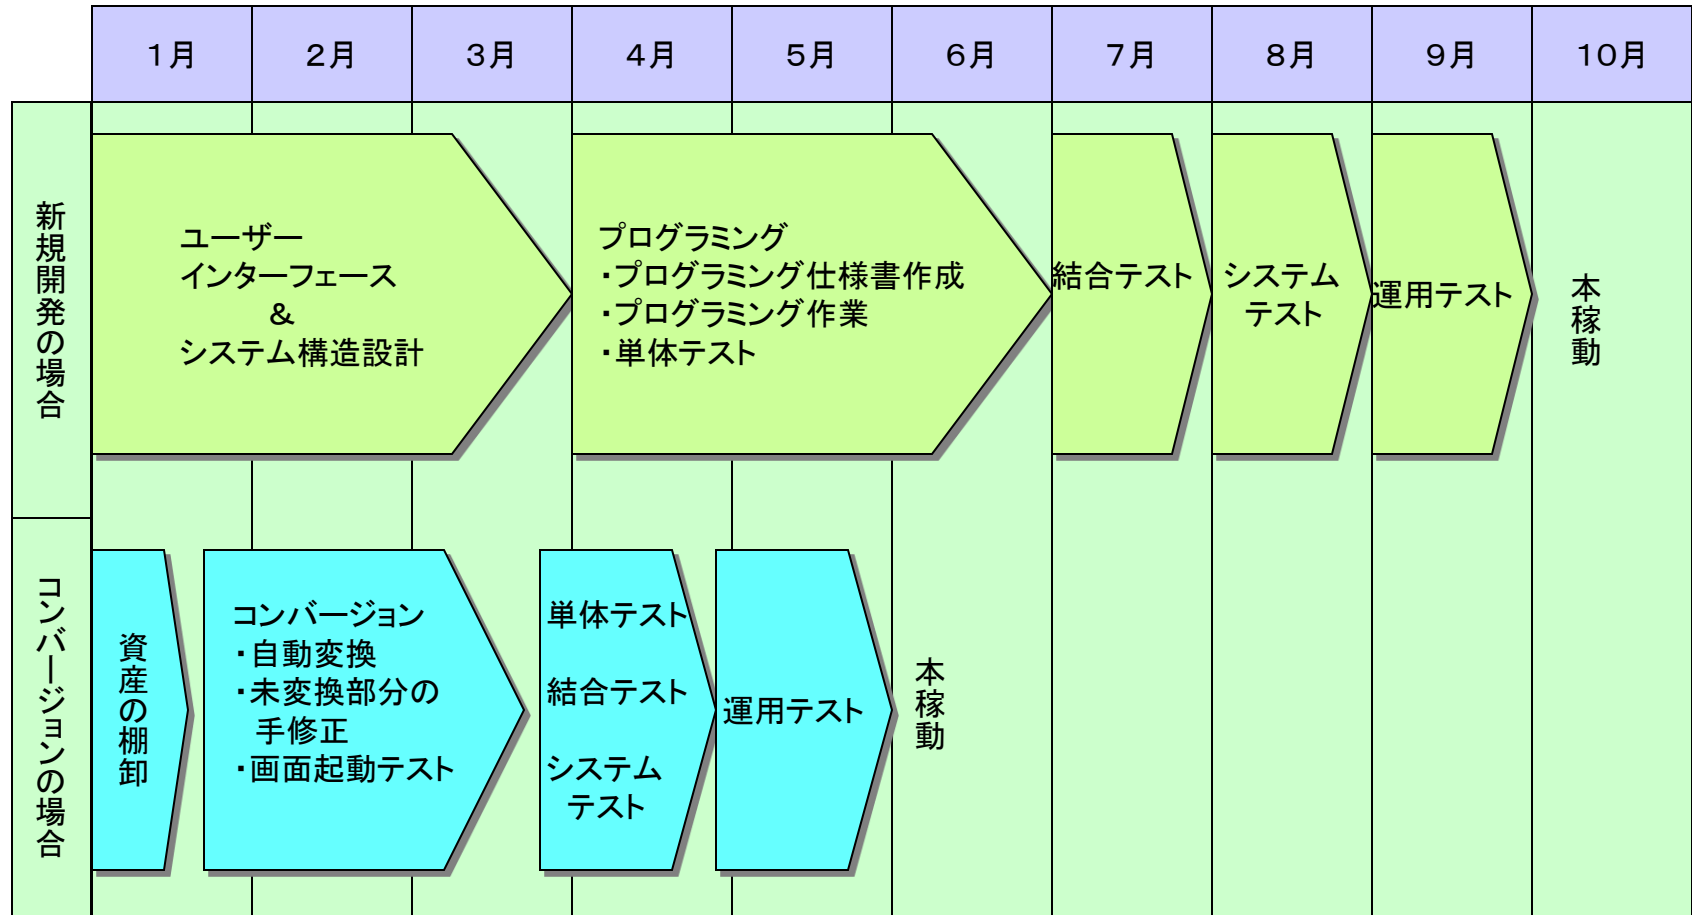 １月
２月
３月
４月
５月
６月
７月
８月
９月
１０月
新規開発の場合
ユーザー
インターフェース
＆
システム構造設計
プログラミング
・プログラミング仕様書作成
・プログラミング作業
・単体テスト
結合テスト
システム
テスト
運用テスト
本稼動
コンバージョンの場合
資産の棚卸
コンバージョン
・自動変換
・未変換部分の
手修正
・画面起動テスト
単体テスト
結合テスト
システム
テスト
運用テスト
本稼動